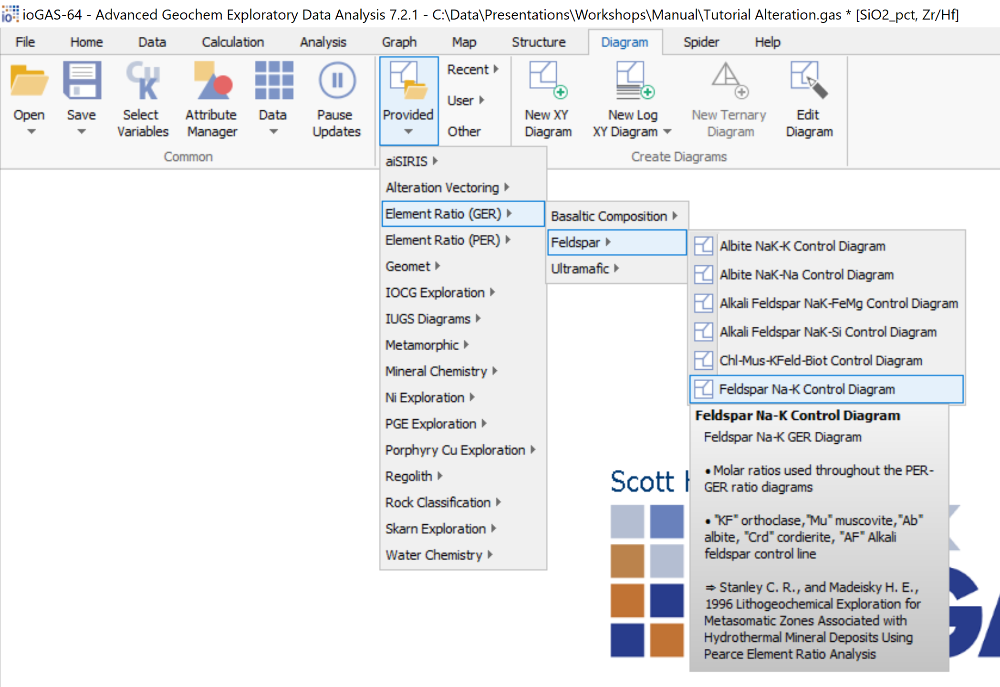 ioGAS-64 - Advanced Geochem Exploratory Data Analysis 7.2.1 - C:\Data\Presentations\Workshops\Manual\Tutorial Alteration.gas * [SiO2_pct, Zr/Hf]
File Home Data Calculation Analysis Graph Map Structure Diagram Spider Help
Open
Save
Select
Variables
Attribute
Manager
Data
Pause
Updates
Common
Provided
Recent
User
Other
New XY
Diagram
New Log
XY Diagram
New Ternary
Diagram
Edit
Diagram
Create Diagrams
aiSIRIS
Alteration Vectoring
Element Ratio (GER)
Element Ratio (PER)
Geomet
IOCG Exploration
IUGS Diagrams
Metamorphic
Mineral Chemistry
Ni Exploration
PGE Exploration
Porphyry Cu Exploration
Regolith
Rock Classification
Skarn Exploration
Water Chemistry
Basaltic Composition
Feldspar
Ultramafic
Albite NaK-K Control Diagram
Albite NaK-Na Control Diagram
Alkali Feldspar NaK-FeMg Control Diagram
Alkali Feldspar NaK-Si Control Diagram
Chl-Mus-KFeld-Biot Control Diagram
Feldspar Na-K Control Diagram
Feldspar Na-K Control Diagram
Feldspar Na-K GER Diagram
• Molar ratios used throughout the PER-
GER ratio diagrams
• "KF" orthoclase,"Mu" muscovite,"Ab"
albite, "Crd" cordierite, "AF" Alkali
feldspar control line
⇒ Stanley C. R., and Madeisky H. E.,
1996 Lithogeochemical Exploration for
Metasomatic Zones Associated with
Hydrothermal Mineral Deposits Using
Pearce Element Ratio Analysis
Scott